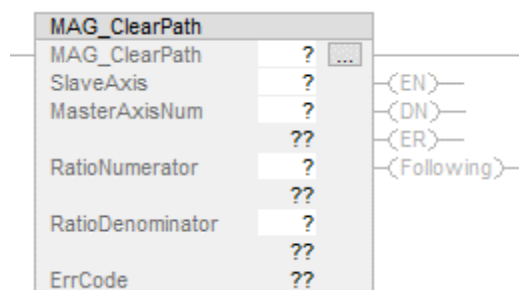 MAG_ClearPath
MAG_ClearPath ? ...
SlaveAxis ? (EN)
MasterAxisNum ? (DN)
?? (ER)
RatioNumerator ? (Following)
??
RatioDenominator ?
??
ErrCode ??